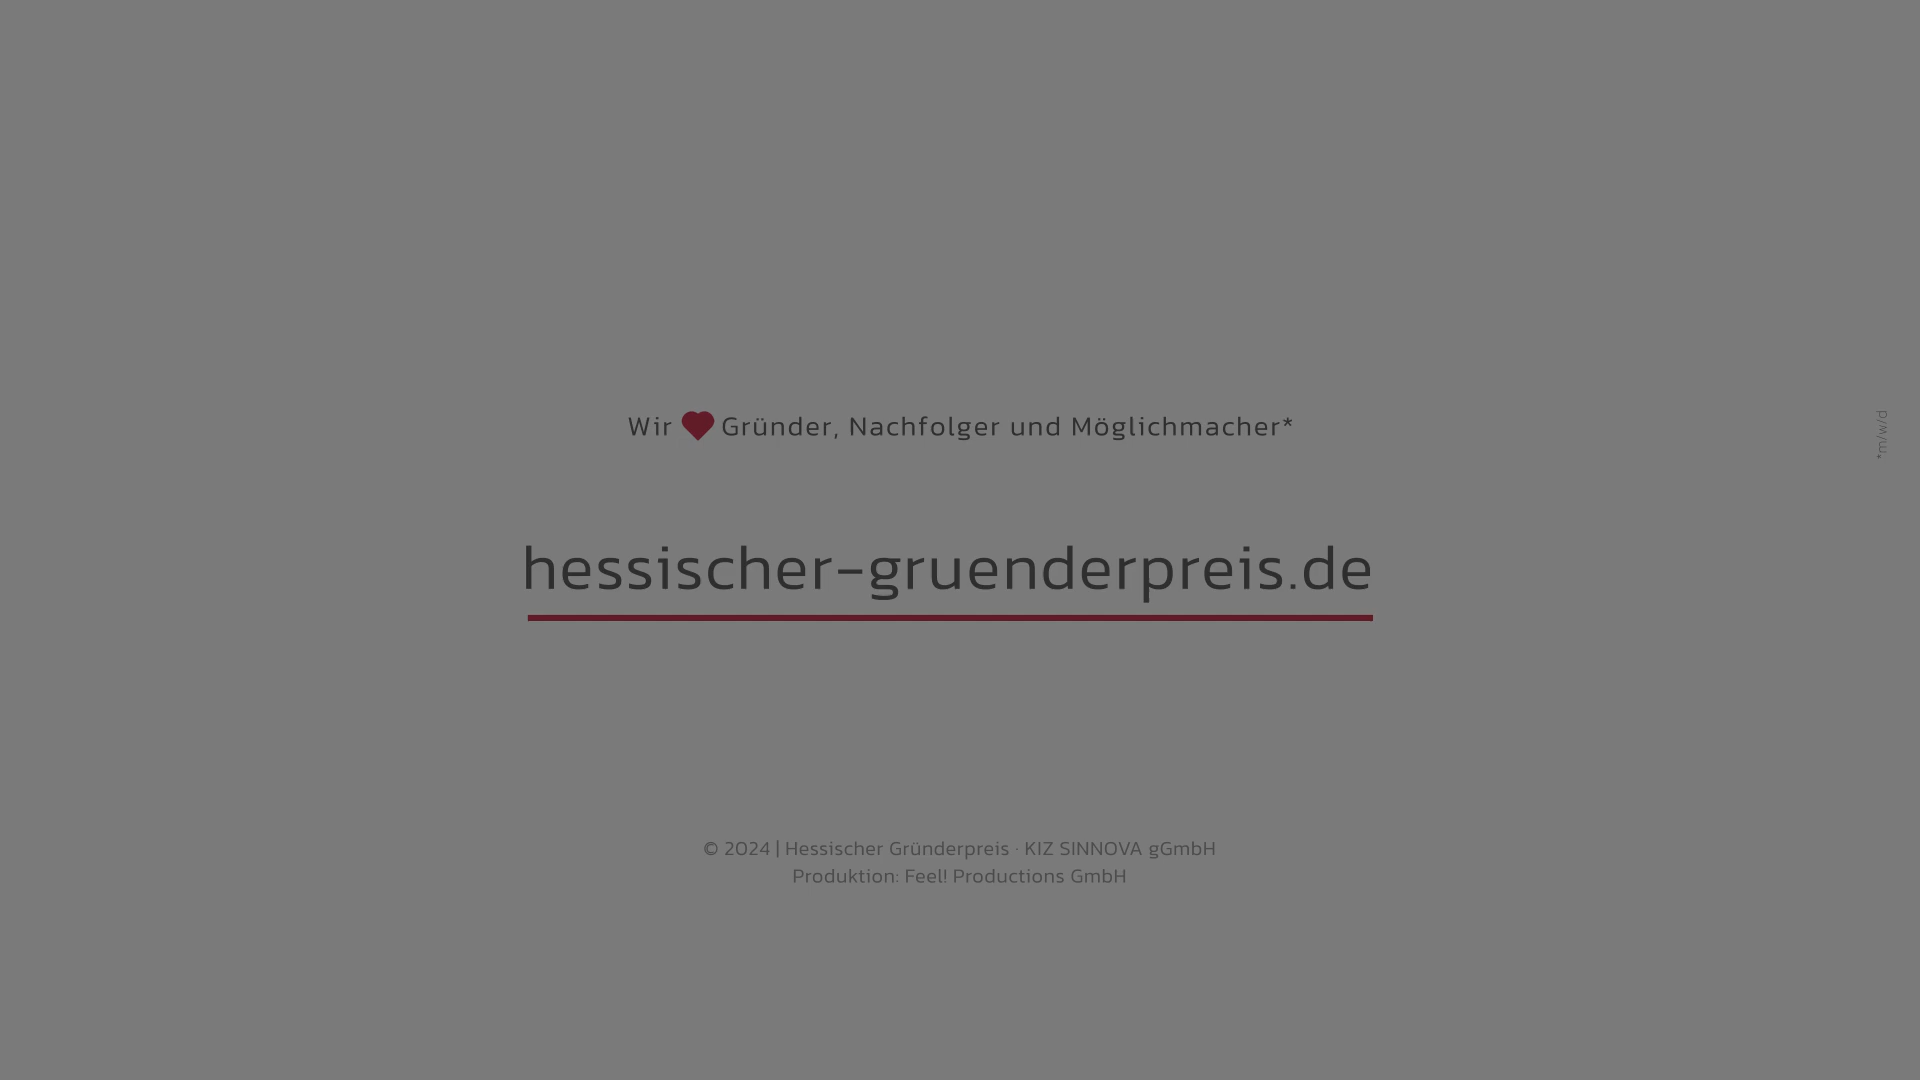 Wir ❤ Gründer, Nachfolger und Möglichmacher*
*m/w/d
hessischer-gruenderpreis.de
© 2024 | Hessischer Gründerpreis · KIZ SINNOVA gGmbH
Produktion: Feel! Productions GmbH